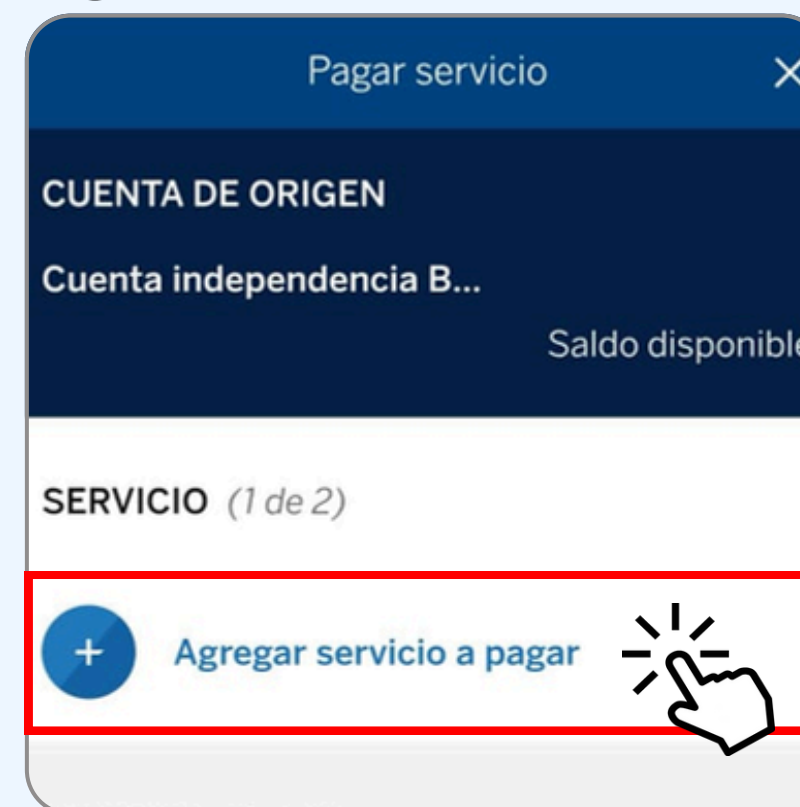 Pagar servicio
CUENTA DE ORIGEN
Cuenta independencia B...
Saldo disponible
SERVICIO (1 de 2)
+ Agregar servicio a pagar